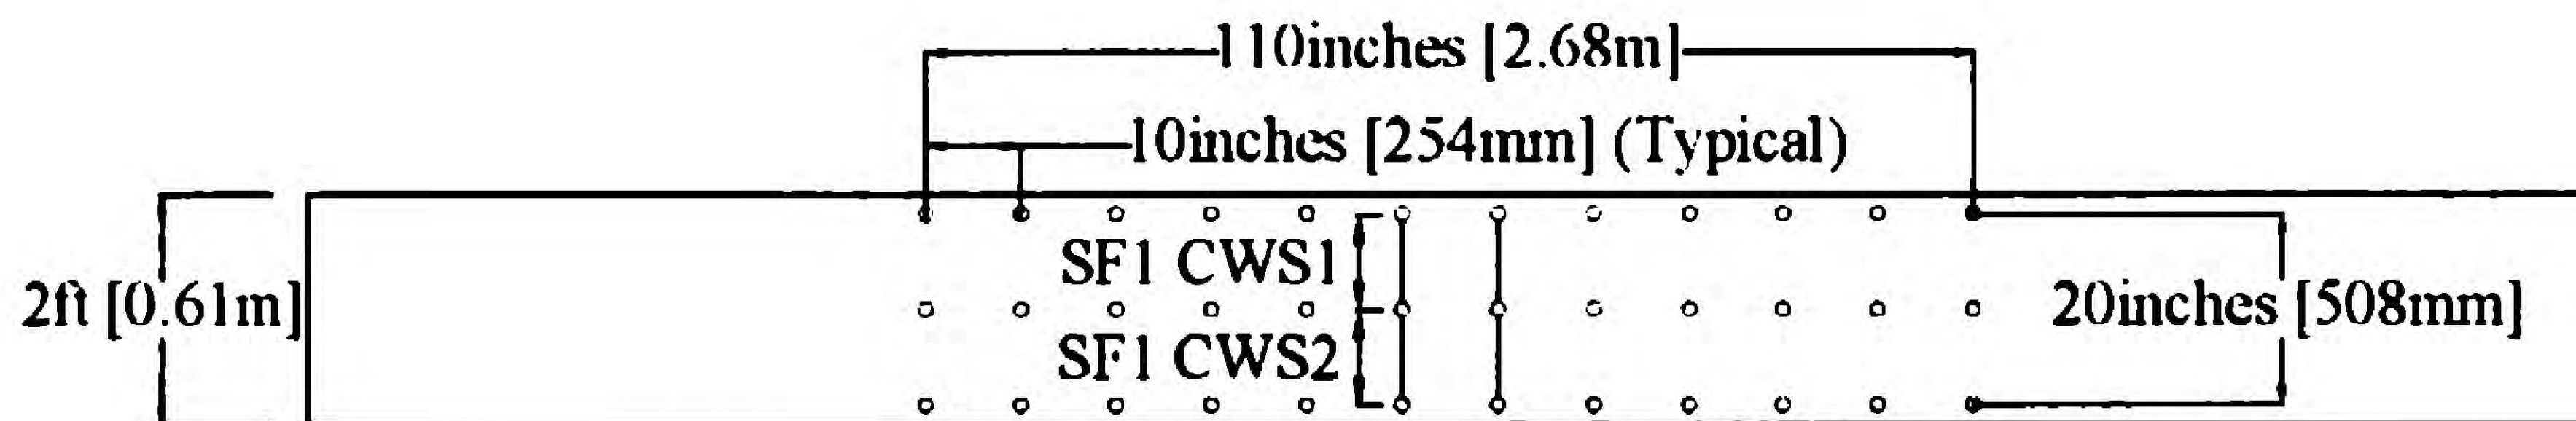 110inches [2.68m]
10inches [254mm] (Typical)
SF1 CWS1
2ft [0.61m]
20inches [508mm]
SF1 CWS2